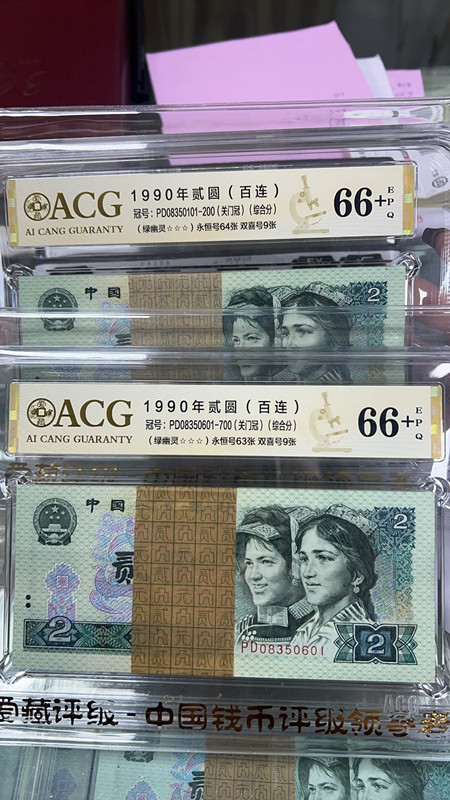 ACG
AI CANG GUARANTY
1990年贰圆（百连）
冠号: PD08350101-200 (关门冠) (综合分)
（绿幽灵☆☆☆）永恒号64张 双喜号9张
66+
EPQ
中国
2
ACG
AI CANG GUARANTY
1990年贰圆（百连）
冠号: PD08350601-700 (关门冠) (综合分)
（绿幽灵☆☆☆）永恒号63张 双喜号9张
66+
EPQ
中国
2
贰
2
PD08350601
2
藏评级-中国钱币评级领
2